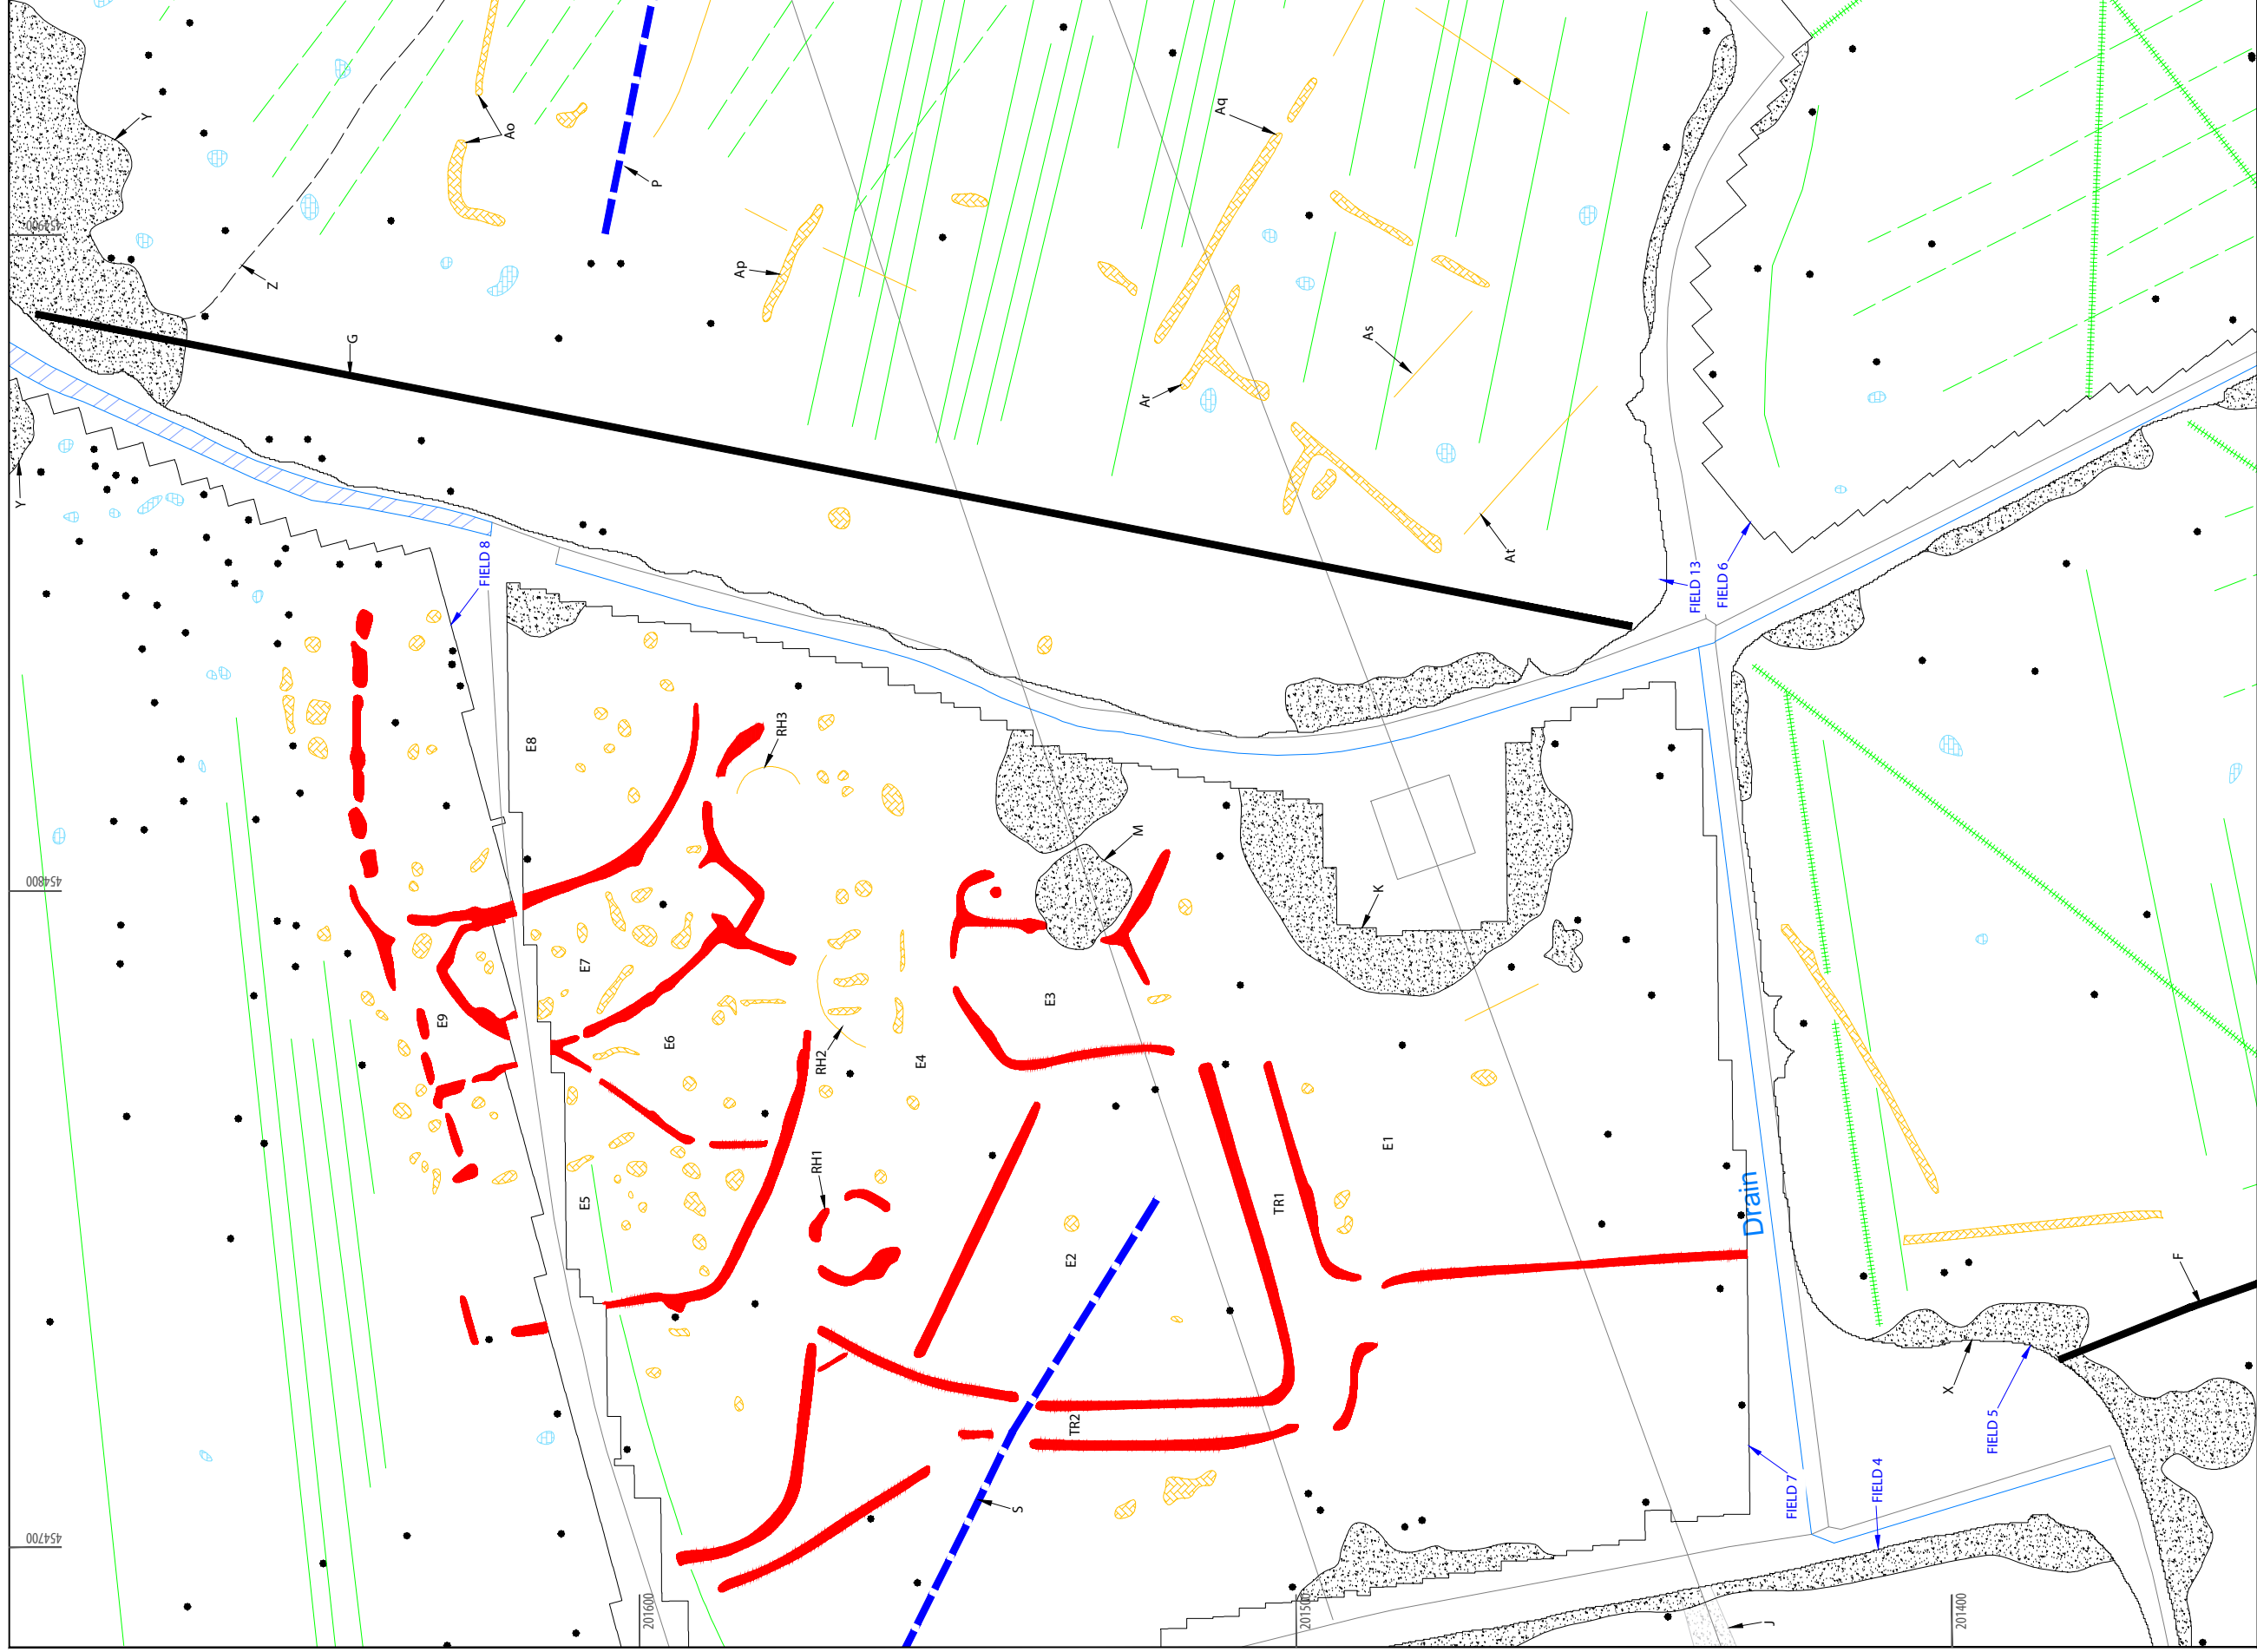 Y
Ao
P
454900
Z
Aq
Ap
G
As
Ar
Y
At
FIELD 8
FIELD 13
FIELD 6
RH3
E8
M
454800
K
E7
E3
E9
E6
RH2
E4
E1
RH1
E5
TR1
Drain
E2
F
X
TR2
FIELD 5
FIELD 4
FIELD 7
S
454700
201600
201500
201400
J